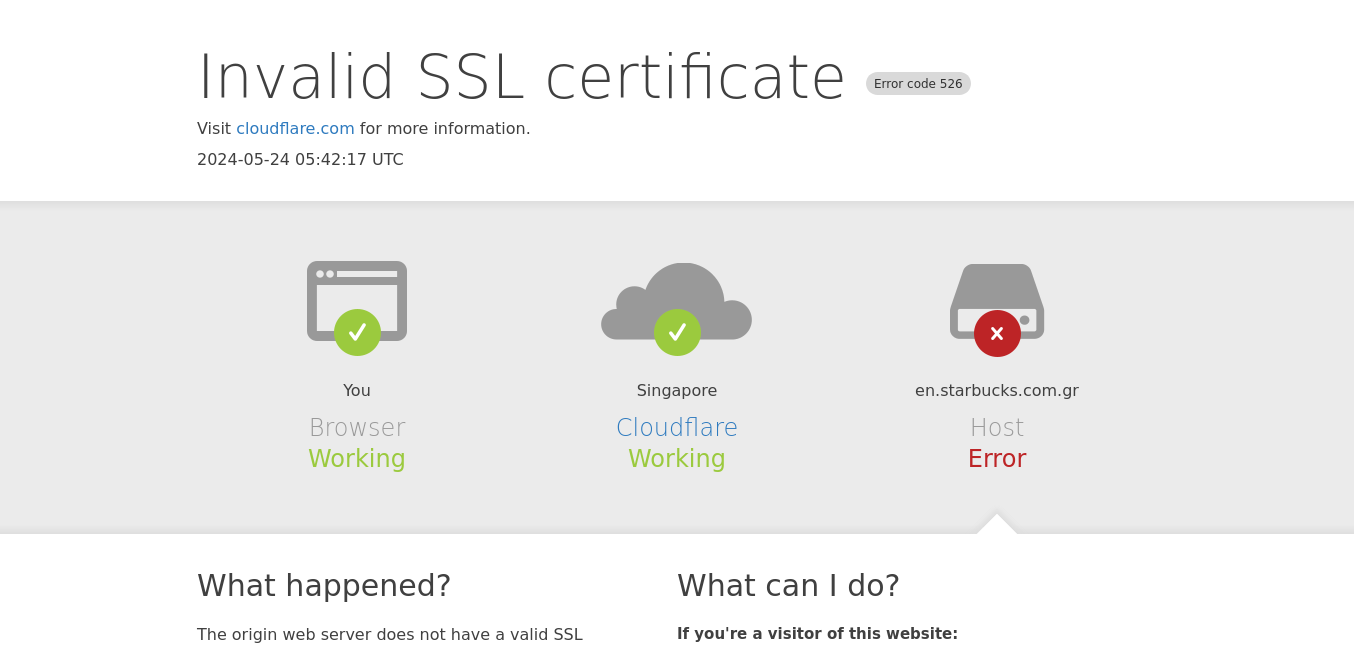 Invalid SSL certificate Error code 526
Visit cloudflare.com for more information.
2024-05-24 05:42:17 UTC
You
Browser
Working
Singapore
Cloudflare
Working
en.starbucks.com.gr
Host
Error
What happened?
The origin web server does not have a valid SSL
What can I do?
If you're a visitor of this website: